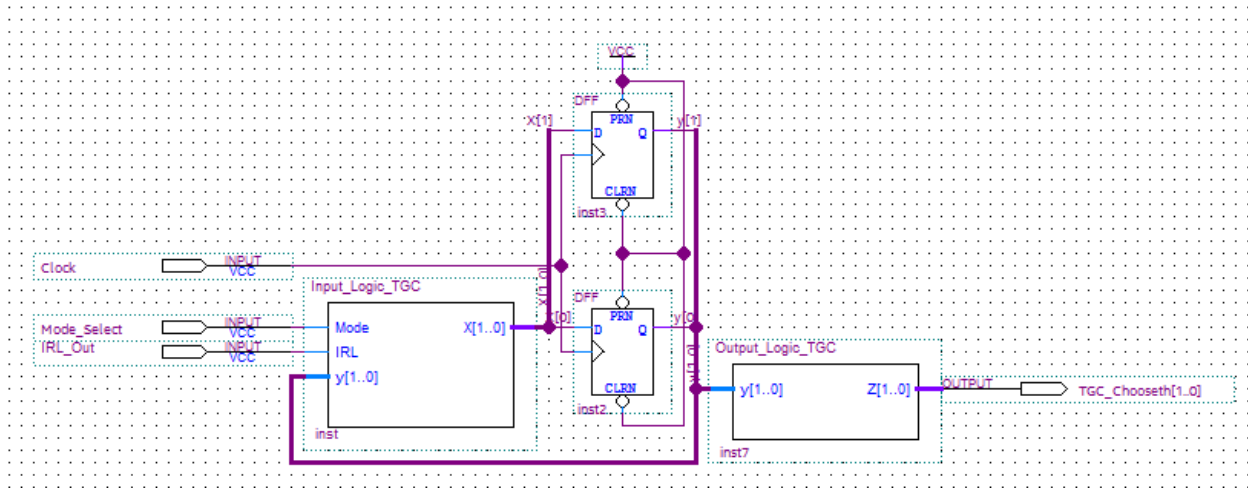 VCC
DFF
X[1]
PRN
y[1]
D
Q
CLRN
inst3
Clock
INPUT
VCC
Input_Logic_TGC
x[1..0]
DFF
PRN
Mode_Select
INPUT
VCC
Mode
X[1..0]
D
Q
IRL_Out
INPUT
VCC
IRL
y[1..0]
CLRN
inst2
inst
Output_Logic_TGC
y[1..0]
Z[1..0]
OUTPUT
TGC_Chooseth[1..0]
inst7